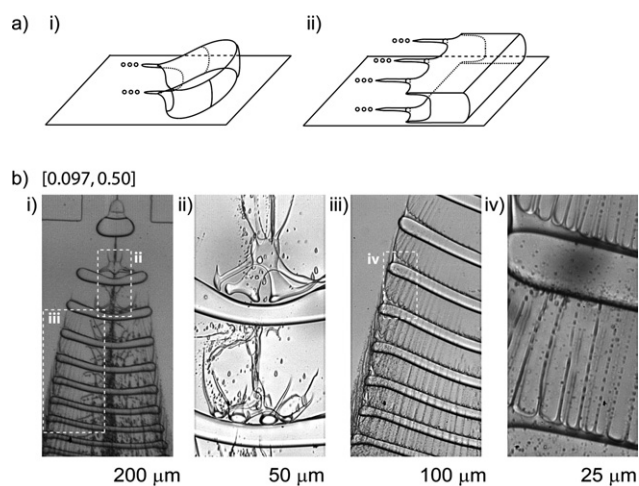 a) i) ii)
b) [0.097, 0.50]
i) ii) iii) iv)
ii
iv
iii
200 μm 50 μm 100 μm 25 μm